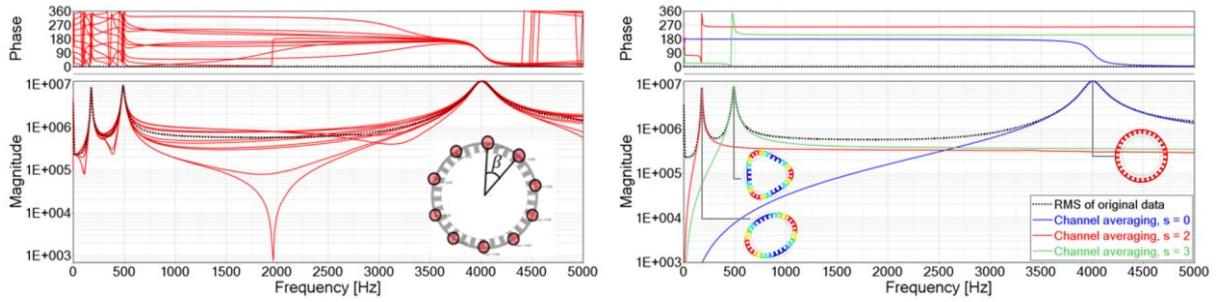 Phase
360
270
180
90
0
Magnitude
1E+007
1E+006
1E+005
1E+004
1E+003
β
0 500 1000 1500 2000 2500 3000 3500 4000 4500 5000
Frequency [Hz]
Phase
360
270
180
90
0
Magnitude
1E+007
1E+006
1E+005
1E+004
1E+003
RMS of original data
Channel averaging, s = 0
Channel averaging, s = 2
Channel averaging, s = 3
0 500 1000 1500 2000 2500 3000 3500 4000 4500 5000
Frequency [Hz]